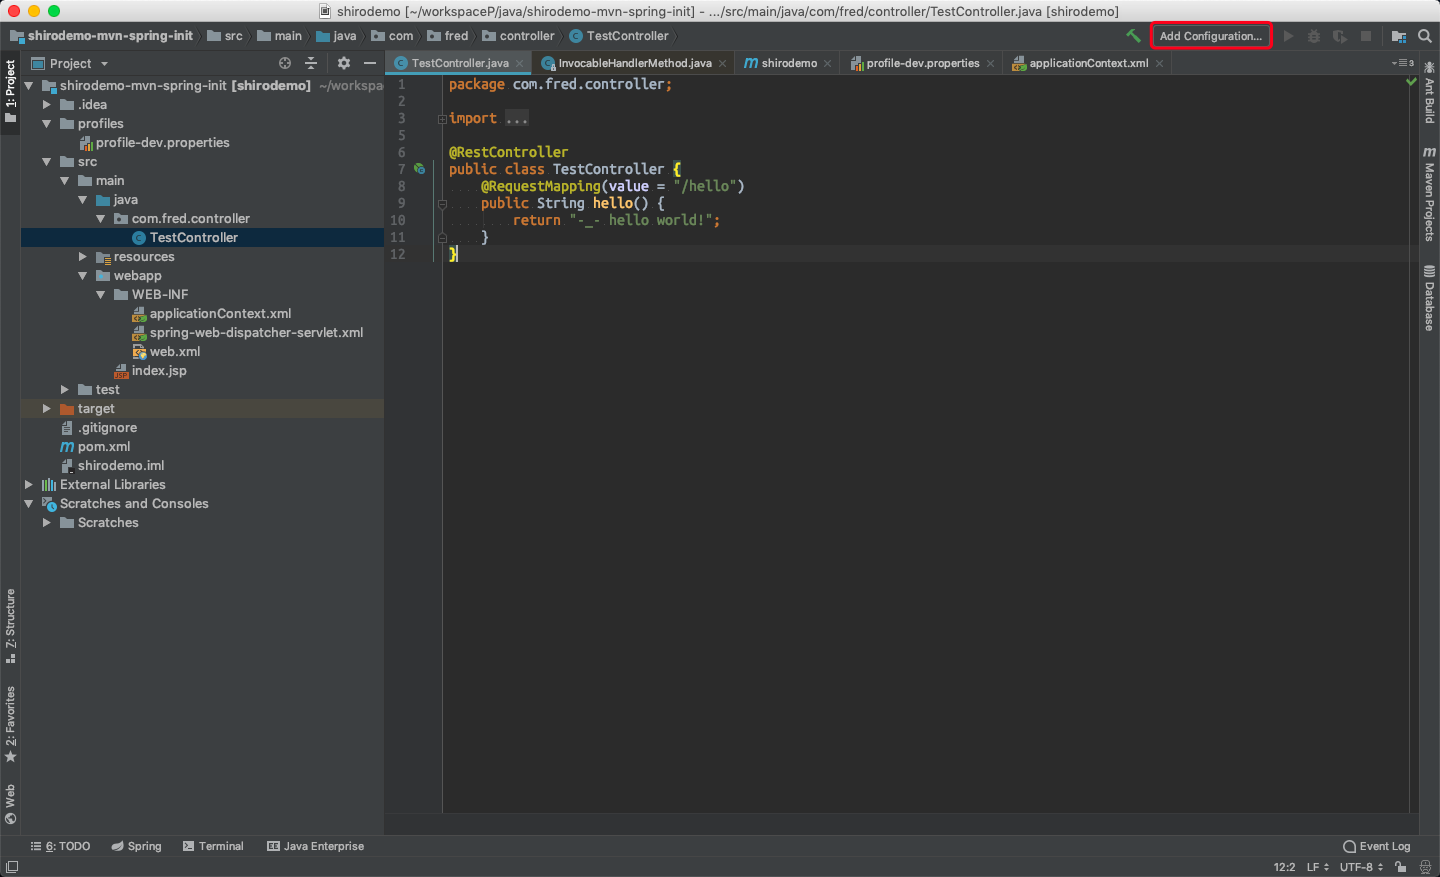 shirodemo [~/workspaceP/java/shirodemo-mvn-spring-init] - .../src/main/java/com/fred/controller/TestController.java [shirodemo]
shirodemo-mvn-spring-init src main java com fred controller TestController Add Configuration...
1: Project
Z: Structure
2: Favorites
Web
Project
shirodemo-mvn-spring-init [shirodemo] ~/workspac
.idea
profiles
profile-dev.properties
src
main
java
com.fred.controller
TestController
resources
webapp
WEB-INF
applicationContext.xml
spring-web-dispatcher-servlet.xml
web.xml
index.jsp
test
target
.gitignore
pom.xml
shirodemo.iml
External Libraries
Scratches and Consoles
Scratches
TestController.java InvocableHandlerMethod.java shirodemo profile-dev.properties applicationContext.xml 3
1 package com.fred.controller;
2
3 import ...
5
6 @RestController
7 public class TestController {
8 @RequestMapping(value = "/hello")
9 public String hello() {
10 return "-_- hello world!";
11 }
12 }
Ant Build
Maven Projects
Database
6: TODO Spring Terminal Java Enterprise Event Log
12:2 LF UTF-8